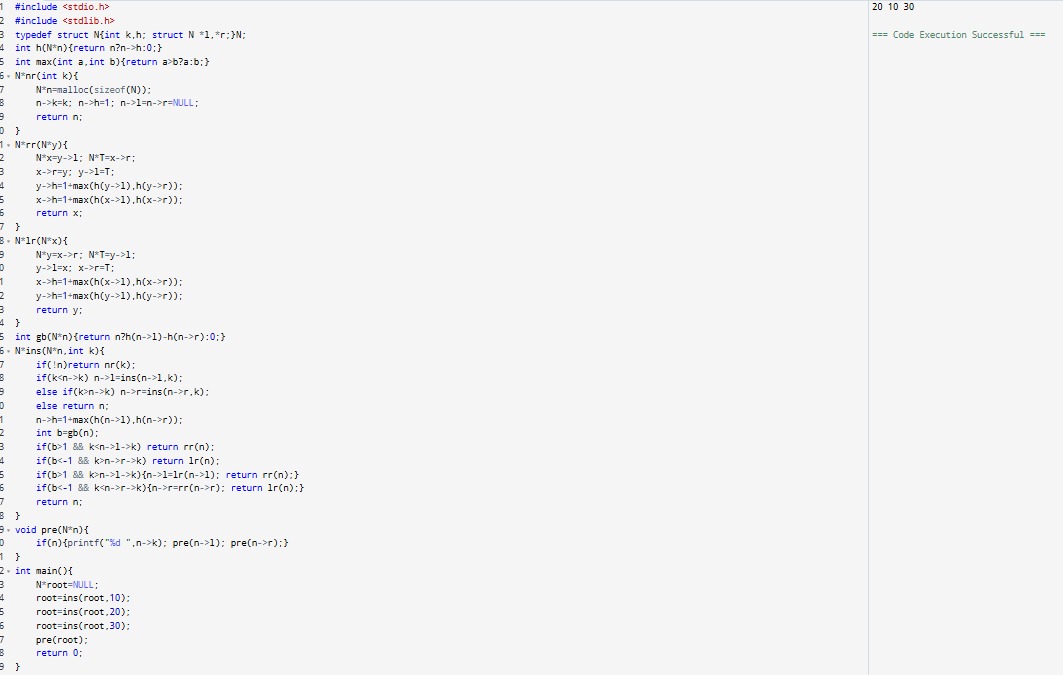 1 #include <stdio.h>
2 #include <stdlib.h>
3 typedef struct N{int k,h; struct N *l,*r;}N;
4 int h(N*n){return n?n->h:0;}
5 int max(int a,int b){return a>b?a:b;}
6 N*nr(int k){
7 N*n=malloc(sizeof(N));
8 n->k=k; n->h=1; n->l=n->r=NULL;
9 return n;
0 }
1 N*rr(N*y){
2 N*x=y->l; N*T=x->r;
3 x->r=y; y->l=T;
4 y->h=1+max(h(y->l),h(y->r));
5 x->h=1+max(h(x->l),h(x->r));
6 return x;
7 }
8 N*lr(N*x){
9 N*y=x->r; N*T=y->l;
0 y->l=x; x->r=T;
1 x->h=1+max(h(x->l),h(x->r));
2 y->h=1+max(h(y->l),h(y->r));
3 return y;
4 }
5 int gb(N*n){return n?h(n->l)-h(n->r):0;}
6 N*ins(N*n,int k){
7 if(!n)return nr(k);
8 if(k<n->k) n->l=ins(n->l,k);
9 else if(k>n->k) n->r=ins(n->r,k);
0 else return n;
1 n->h=1+max(h(n->l),h(n->r));
2 int b=gb(n);
3 if(b>1 && k<n->l->k) return rr(n);
4 if(b<-1 && k>n->r->k) return lr(n);
5 if(b>1 && k>n->l->k){n->l=lr(n->l); return rr(n);}
6 if(b<-1 && k<n->r->k){n->r=rr(n->r); return lr(n);}
7 return n;
8 }
9 void pre(N*n){
0 if(n){printf("%d ",n->k); pre(n->l); pre(n->r);}
1 }
2 int main(){
3 N*root=NULL;
4 root=ins(root,10);
5 root=ins(root,20);
6 root=ins(root,30);
7 pre(root);
8 return 0;
9 }
20 10 30
=== Code Execution Successful ===